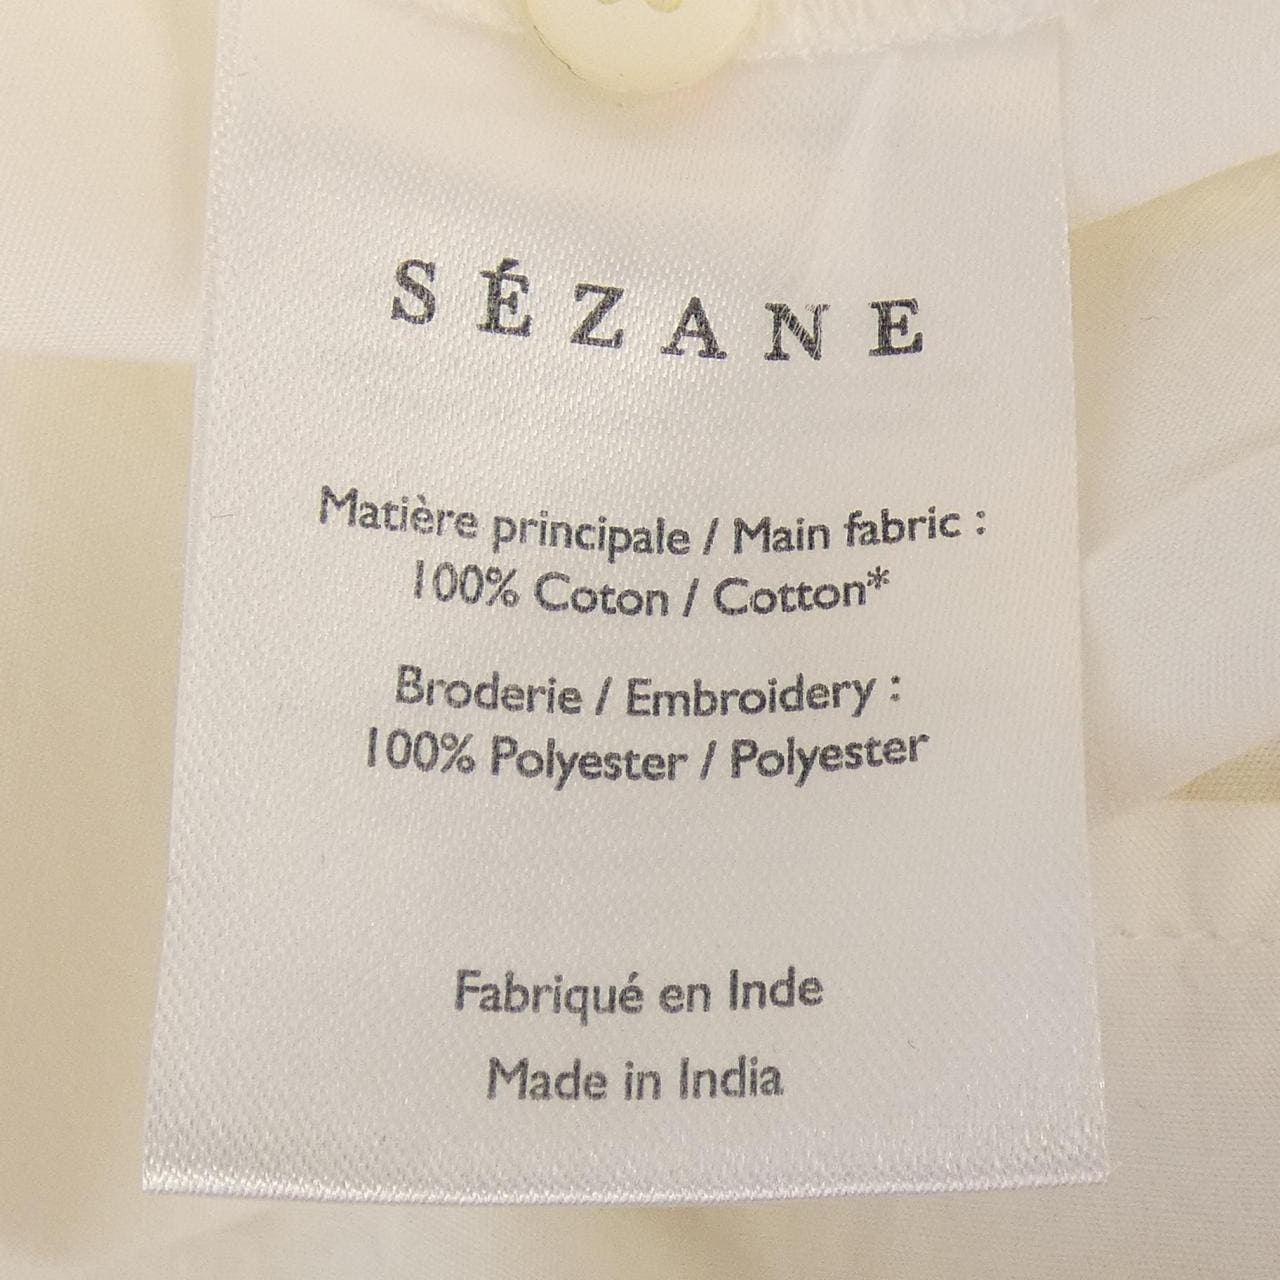 SÉZANE
Matière principale / Main fabric :
100% Coton / Cotton*
Broderie / Embroidery :
100% Polyester / Polyester
Fabriqué en Inde
Made in India